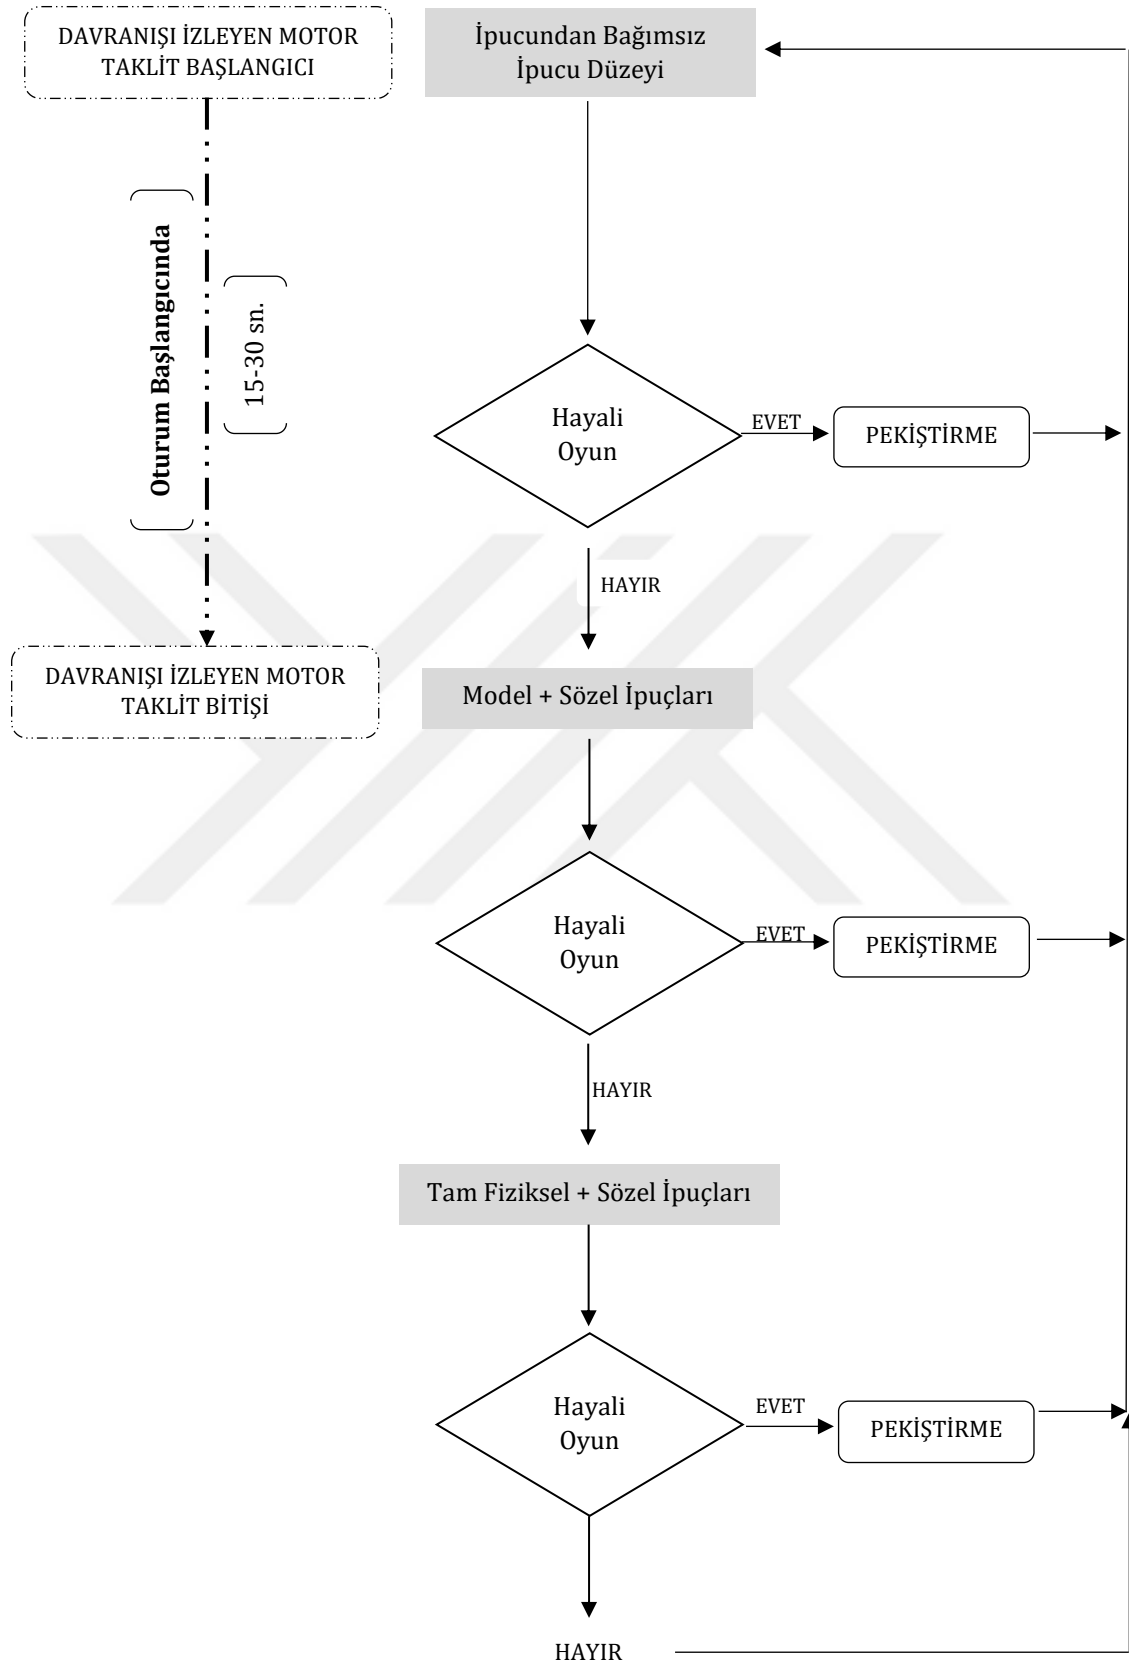 DAVRANIŞI İZLEYEN MOTOR
TAKLİT BAŞLANGICI
İpucundan Bağımsız
İpucu Düzeyi
Oturum Başlangıcında
15-30 sn.
Hayali
Oyun
EVET
PEKİŞTİRME
HAYIR
DAVRANIŞI İZLEYEN MOTOR
TAKLİT BİTİŞİ
Model + Sözel İpuçları
Hayali
Oyun
EVET
PEKİŞTİRME
HAYIR
Tam Fiziksel + Sözel İpuçları
Hayali
Oyun
EVET
PEKİŞTİRME
HAYIR